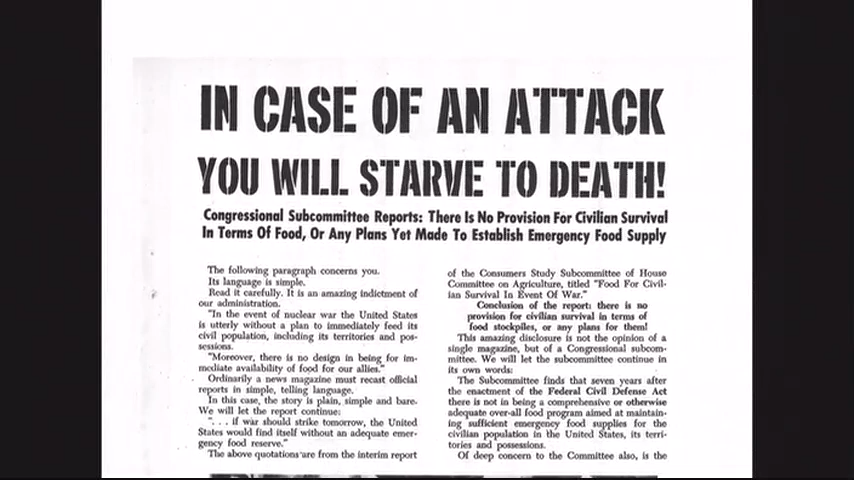 IN CASE OF AN ATTACK
YOU WILL STARVE TO DEATH!
Congressional Subcommittee Reports: There Is No Provision For Civilian Survival
In Terms Of Food, Or Any Plans Yet Made To Establish Emergency Food Supply
The following paragraph concerns you.
Its language is simple.
Read it carefully. It is an amazing indictment of
our administration.
"In the event of nuclear war the United States
is utterly without a plan to immediately feed its
civil population, including its territories and pos-
sessions.
"Moreover, there is no design in being for im-
mediate availability of food for our allies."
Ordinarily a news magazine must recast official
reports in simple, telling language.
In this case, the story is plain, simple and bare.
We will let the report continue:
". . . if war should strike tomorrow, the United
States would find itself without an adequate emer-
gency food reserve."
The above quotations are from the interim report
of the Consumers Study Subcommittee of House
Committee on Agriculture, titled "Food For Civil-
ian Survival In Event Of War."
Conclusion of the report: there is no
provision for civilian survival in terms of
food stockpiles, or any plans for them!
This amazing disclosure is not the opinion of a
single magazine, but of a Congressional subcom-
mittee. We will let the subcommittee continue in
its own words:
The Subcommittee finds that seven years after
the enactment of the Federal Civil Defense Act
there is not in being a comprehensive or otherwise
adequate over-all food program aimed at maintain-
ing sufficient emergency food supplies for the
civilian population in the United States, its terri-
tories and possessions.
Of deep concern to the Committee also, is the